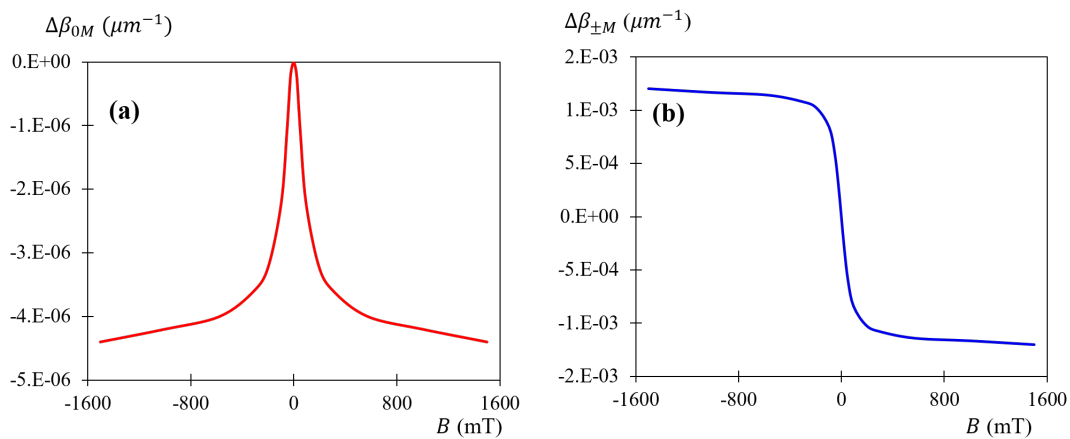 Δβ₀M (μm⁻¹)
0.E+00
(a)
-1.E-06
-2.E-06
-3.E-06
-4.E-06
-5.E-06
-1600 -800 0 800 1600
B (mT)
Δβ±M (μm⁻¹)
2.E-03
1.E-03
(b)
5.E-04
0.E+00
-5.E-04
-1.E-03
-2.E-03
-1600 -800 0 800 1600
B (mT)